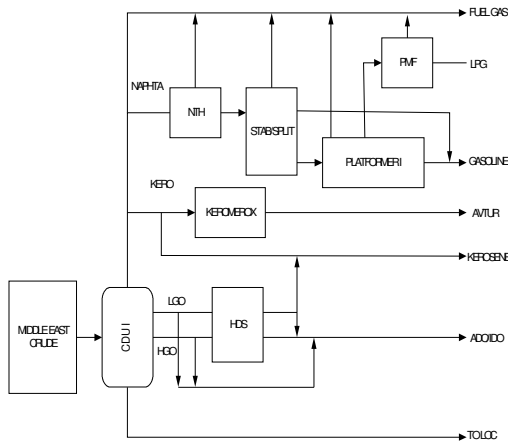 FUEL GAS
PMF
LPG
NAPHTA
NTH
STAB/SPLIT
PLATFORMER I
GASOLINE
KERO
KEROMEROX
AVTUR
KEROSENE
LGO
HDS
MIDDLE EAST
CRUDE
CDU I
HGO
ADO/IDO
TO LOC